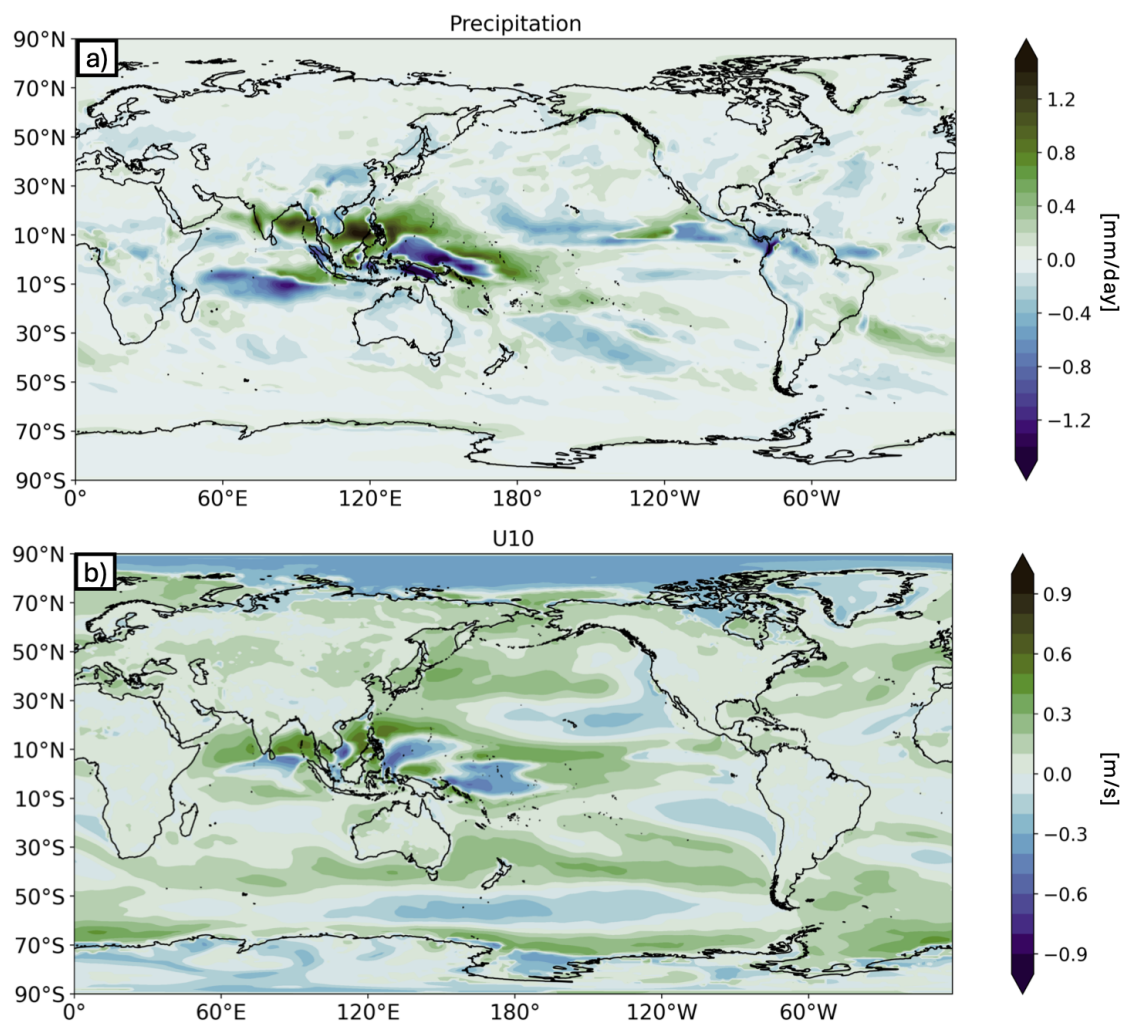 Precipitation
a)
90°N
70°N
50°N
30°N
10°N
10°S
30°S
50°S
70°S
90°S
0°
60°E
120°E
180°
120°W
60°W
1.2
0.8
0.4
0.0
−0.4
−0.8
−1.2
[mm/day]
U10
b)
90°N
70°N
50°N
30°N
10°N
10°S
30°S
50°S
70°S
90°S
0°
60°E
120°E
180°
120°W
60°W
0.9
0.6
0.3
0.0
−0.3
−0.6
−0.9
[m/s]